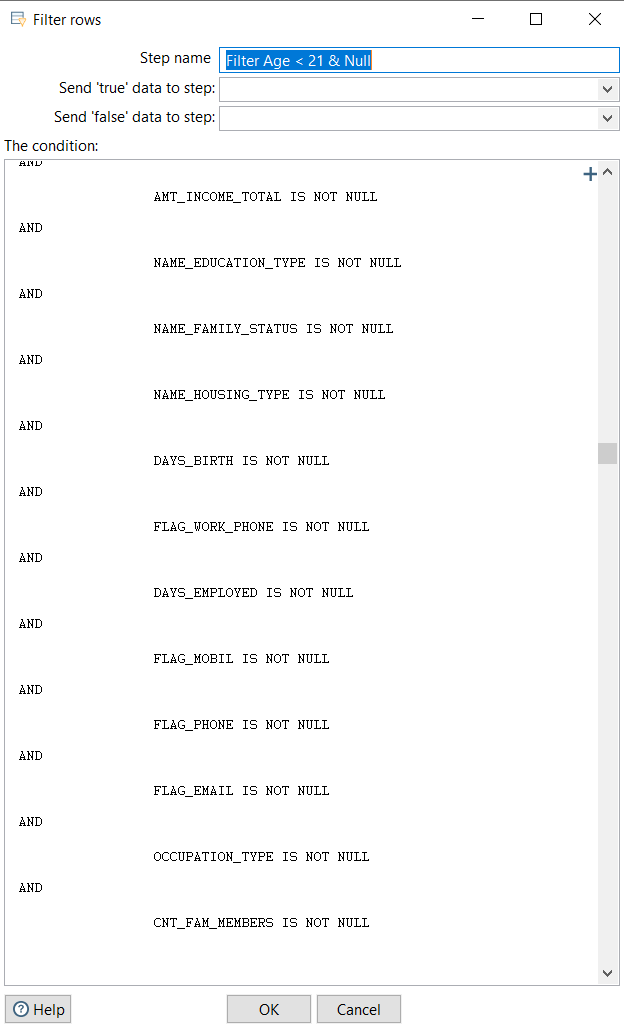 Filter rows
Step name Filter Age < 21 & Null
Send 'true' data to step:
Send 'false' data to step:
The condition:
AND
AMT_INCOME_TOTAL IS NOT NULL
AND
NAME_EDUCATION_TYPE IS NOT NULL
AND
NAME_FAMILY_STATUS IS NOT NULL
AND
NAME_HOUSING_TYPE IS NOT NULL
AND
DAYS_BIRTH IS NOT NULL
AND
FLAG_WORK_PHONE IS NOT NULL
AND
DAYS_EMPLOYED IS NOT NULL
AND
FLAG_MOBIL IS NOT NULL
AND
FLAG_PHONE IS NOT NULL
AND
FLAG_EMAIL IS NOT NULL
AND
OCCUPATION_TYPE IS NOT NULL
AND
CNT_FAM_MEMBERS IS NOT NULL
Help OK Cancel